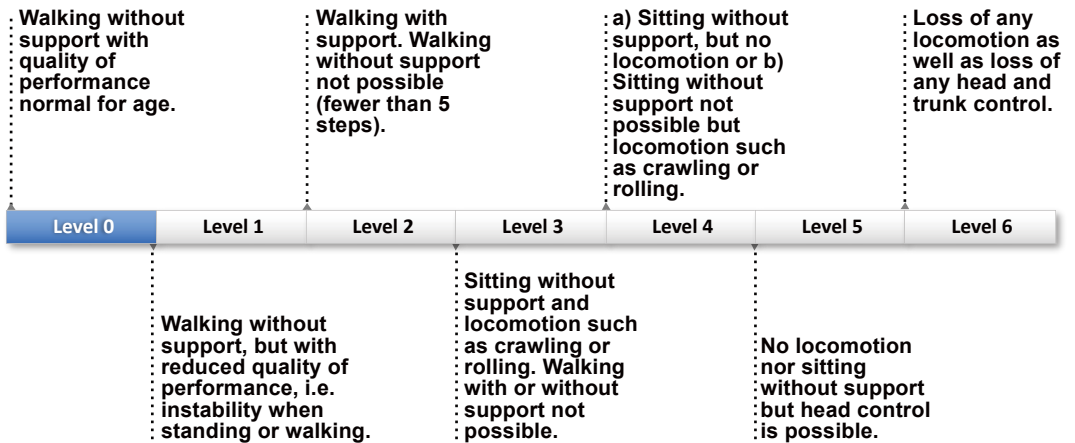 Walking without
support with
quality of
performance
normal for age.
Walking with
support. Walking
without support
not possible
(fewer than 5
steps).
a) Sitting without
support, but no
locomotion or b)
Sitting without
support not
possible but
locomotion such
as crawling or
rolling.
Loss of any
locomotion as
well as loss of
any head and
trunk control.
Level 0
Level 1
Level 2
Level 3
Level 4
Level 5
Level 6
Walking without
support, but with
reduced quality of
performance, i.e.
instability when
standing or walking.
Sitting without
support and
locomotion such
as crawling or
rolling. Walking
with or without
support not
possible.
No locomotion
nor sitting
without support
but head control
is possible.